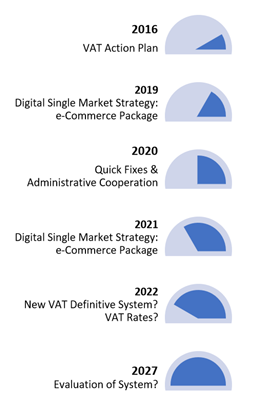 2016
VAT Action Plan
2019
Digital Single Market Strategy:
e-Commerce Package
2020
Quick Fixes &
Administrative Cooperation
2021
Digital Single Market Strategy:
e-Commerce Package
2022
New VAT Definitive System?
VAT Rates?
2027
Evaluation of System?